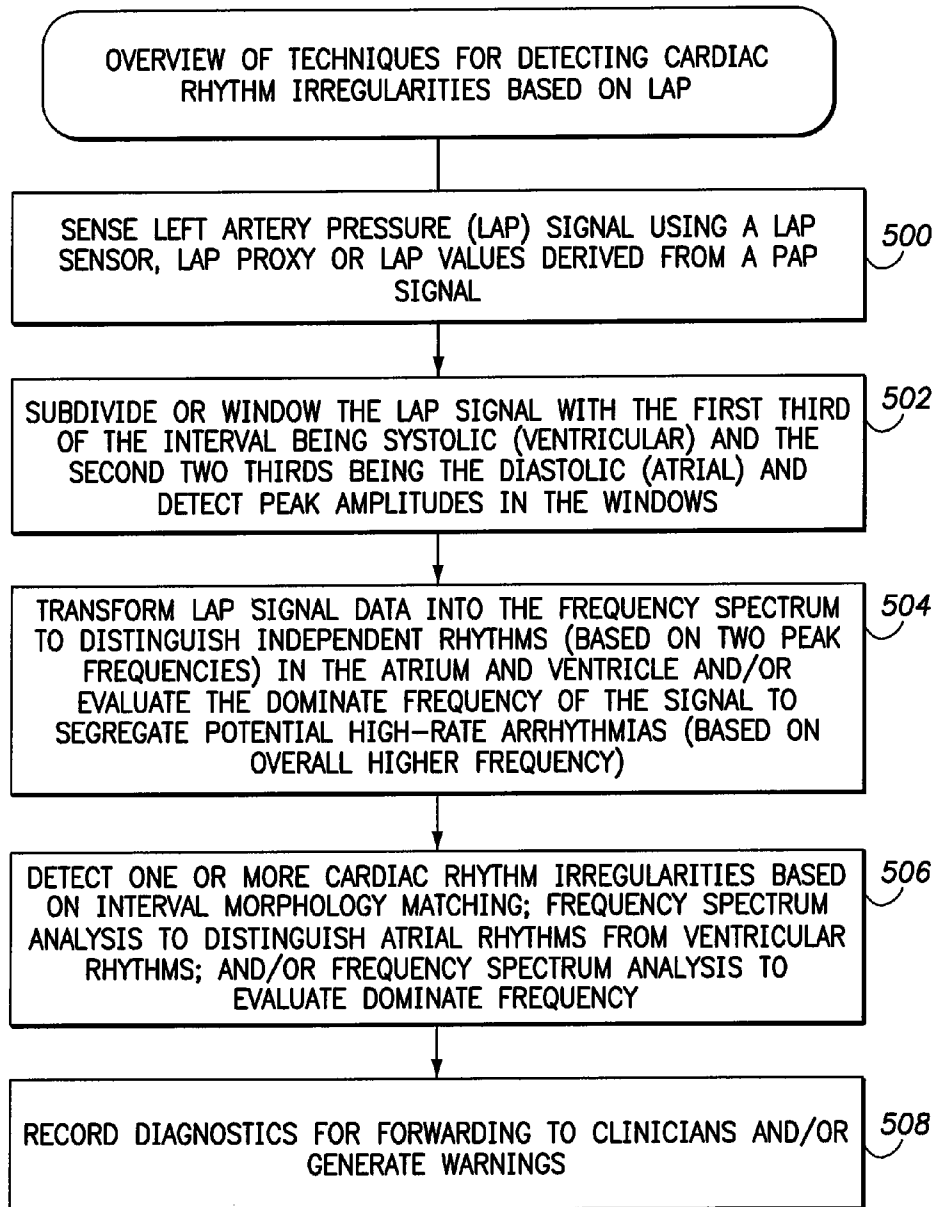 OVERVIEW OF TECHNIQUES FOR DETECTING CARDIAC
RHYTHM IRREGULARITIES BASED ON LAP
SENSE LEFT ARTERY PRESSURE (LAP) SIGNAL USING A LAP
SENSOR, LAP PROXY OR LAP VALUES DERIVED FROM A PAP
SIGNAL
500
SUBDIVIDE OR WINDOW THE LAP SIGNAL WITH THE FIRST THIRD
OF THE INTERVAL BEING SYSTOLIC (VENTRICULAR) AND THE
SECOND TWO THIRDS BEING THE DIASTOLIC (ATRIAL) AND
DETECT PEAK AMPLITUDES IN THE WINDOWS
502
TRANSFORM LAP SIGNAL DATA INTO THE FREQUENCY SPECTRUM
TO DISTINGUISH INDEPENDENT RHYTHMS (BASED ON TWO PEAK
FREQUENCIES) IN THE ATRIUM AND VENTRICLE AND/OR
EVALUATE THE DOMINATE FREQUENCY OF THE SIGNAL TO
SEGREGATE POTENTIAL HIGH-RATE ARRHYTHMIAS (BASED ON
OVERALL HIGHER FREQUENCY)
504
DETECT ONE OR MORE CARDIAC RHYTHM IRREGULARITIES BASED
ON INTERVAL MORPHOLOGY MATCHING; FREQUENCY SPECTRUM
ANALYSIS TO DISTINGUISH ATRIAL RHYTHMS FROM VENTRICULAR
RHYTHMS; AND/OR FREQUENCY SPECTRUM ANALYSIS TO
EVALUATE DOMINATE FREQUENCY
506
RECORD DIAGNOSTICS FOR FORWARDING TO CLINICIANS AND/OR
GENERATE WARNINGS
508